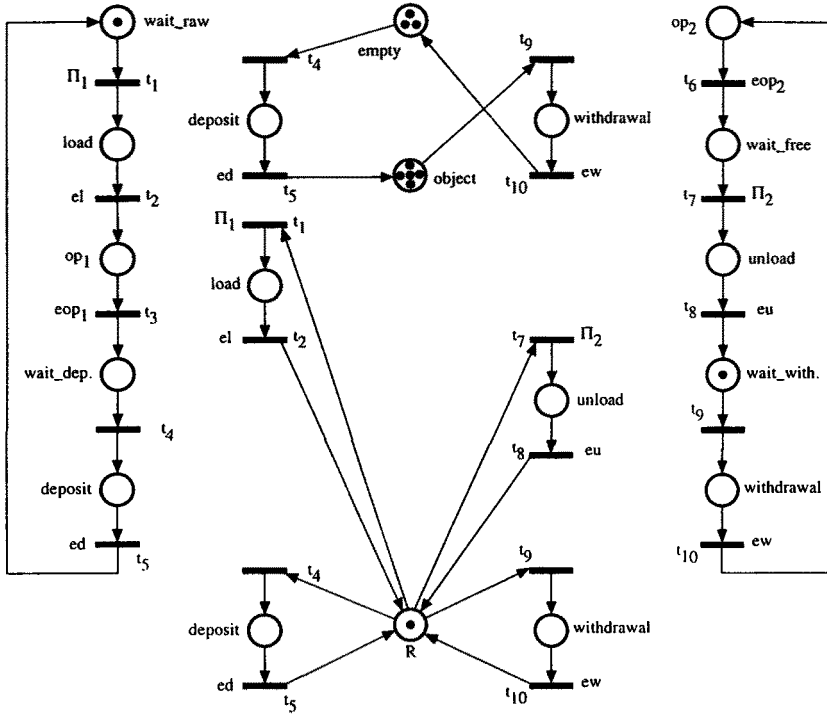 wait_raw
Π1 t1
load
el t2
op1
eop1 t3
wait_dep.
t4
deposit
ed t5
t4 empty t9
deposit withdrawal
ed t5 object t10 ew
Π1 t1
load
el t2
t7 Π2
unload
t8 eu
t4 t9
deposit R withdrawal
ed t5 t10 ew
op2
t6 eop2
wait_free
t7 Π2
unload
t8 eu
wait_with.
t9
withdrawal
t10 ew